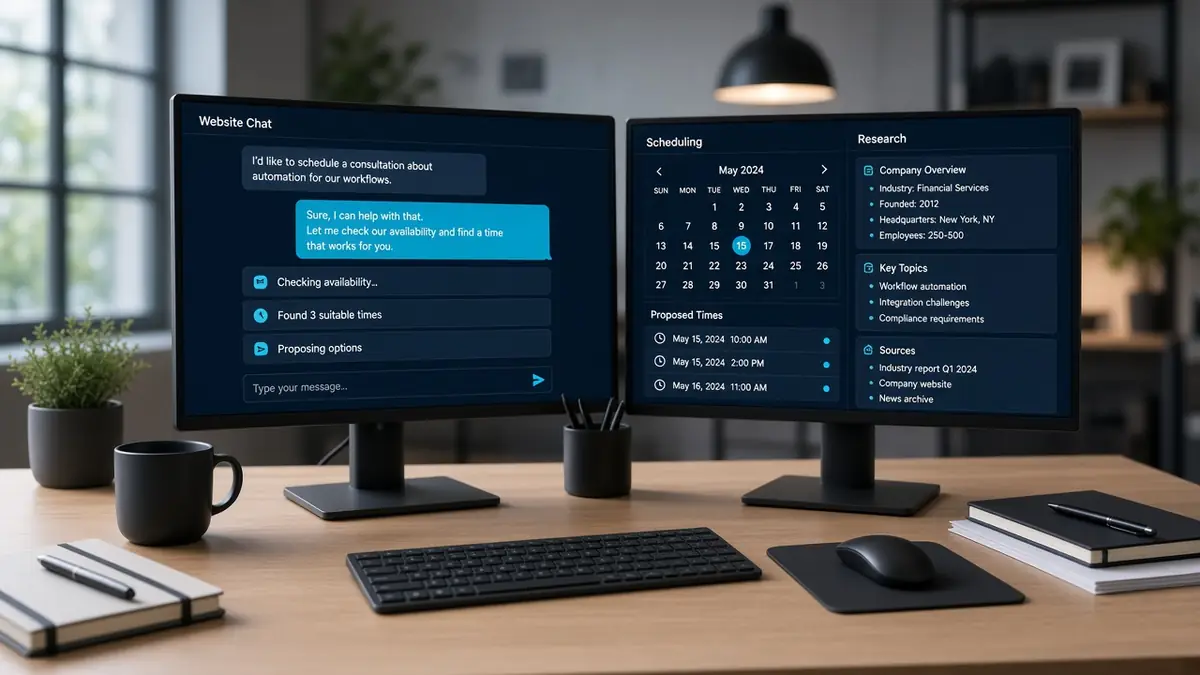 Website Chat
I'd like to schedule a consultation about
automation for our workflows.
Sure, I can help with that.
Let me check our availability and find a time
that works for you.
Checking availability...
Found 3 suitable times
Proposing options
Type your message...
Scheduling
May 2024
SUN MON TUE WED THU FRI SAT
1 2 3 4 5
6 7 8 9 10 11 12
13 14 15 15 17 18 19
20 21 22 23 24 25 26
27 28 29 30 31 1 3
Proposed Times
May 15, 2024 10:00 AM
May 15, 2024 2:00 PM
May 16, 2024 11:00 AM
Research
Company Overview
Industry: Financial Services
Founded: 2012
Headquarters: New York, NY
Employees: 250-500
Key Topics
Workflow automation
Integration challenges
Compliance requirements
Sources
Industry report Q1 2024
Company website
News archive